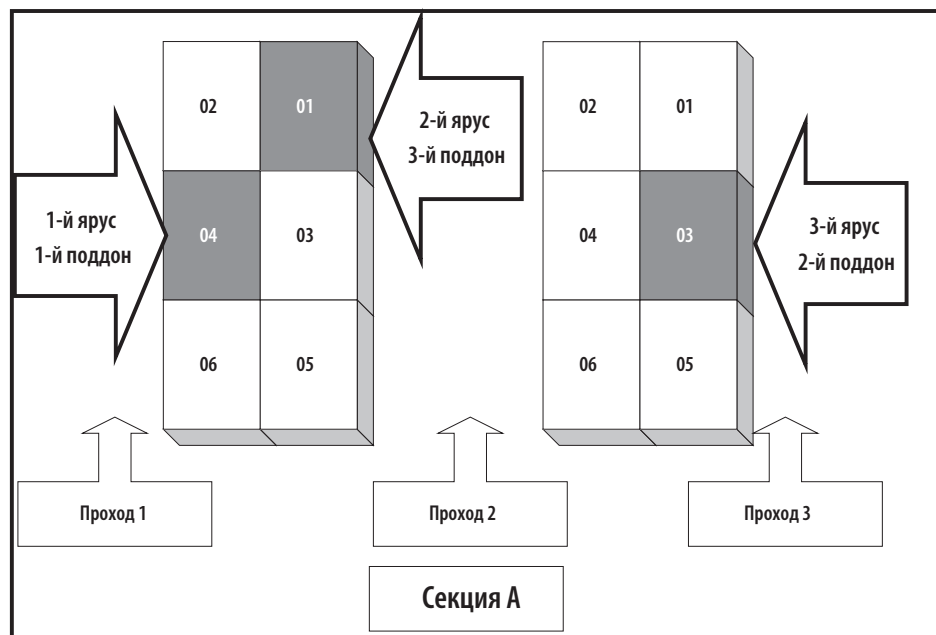 02
01
2-й ярус
3-й поддон
02
01
1-й ярус
1-й поддон
04
03
04
03
3-й ярус
2-й поддон
06
05
06
05
Проход 1
Проход 2
Проход 3
Секция А